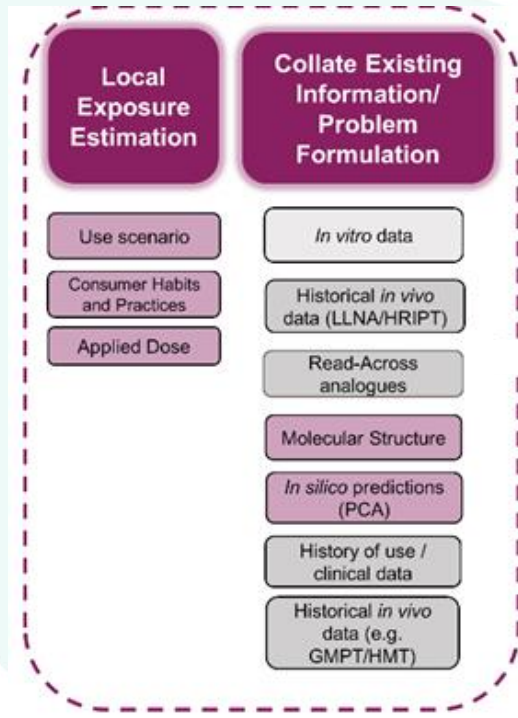 Local
Exposure
Estimation
Collate Existing
Information/
Problem
Formulation
Use scenario
Consumer Habits
and Practices
Applied Dose
In vitro data
Historical in vivo
data (LLNA/HRIPT)
Read-Across
analogues
Molecular Structure
In silico predictions
(PCA)
History of use /
clinical data
Historical in vivo
data (e.g.
GMPT/HMT)